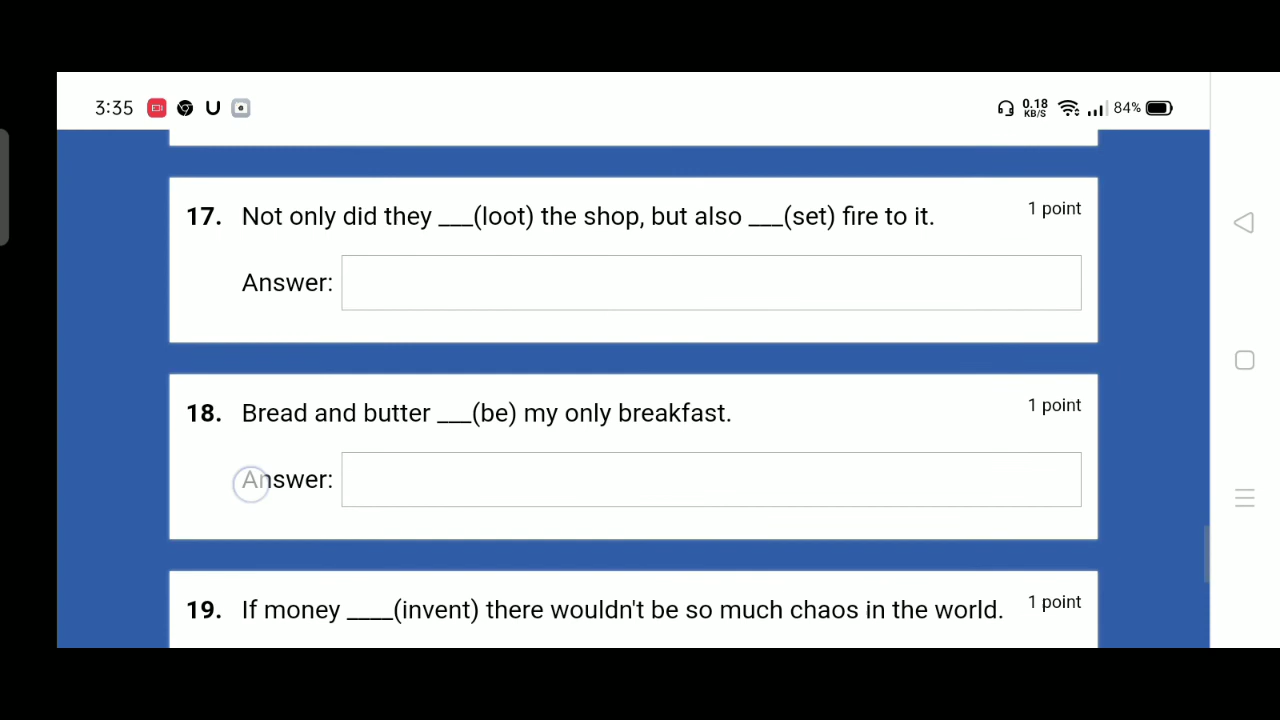 3:35 U 0.18 KB/S 84%
17. Not only did they ___(loot) the shop, but also ___(set) fire to it. 1 point
Answer:
18. Bread and butter ___(be) my only breakfast. 1 point
Answer:
19. If money ____(invent) there wouldn't be so much chaos in the world. 1 point